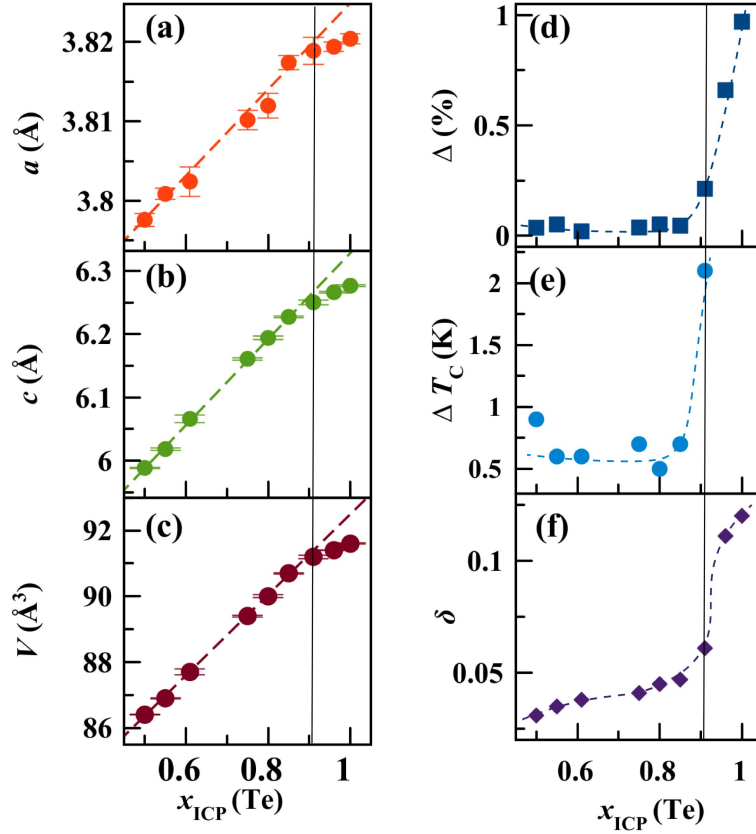 (a)
3.82
3.81
3.8
a (Å)
(b)
6.3
6.2
6.1
6
c (Å)
(c)
92
90
88
86
V (Å³)
0.6 0.8 1
x_ICP (Te)
(d)
1
0.5
0
Δ (%)
(e)
2
1.5
1
0.5
Δ T_C (K)
(f)
0.1
0.05
δ
0.6 0.8 1
x_ICP (Te)